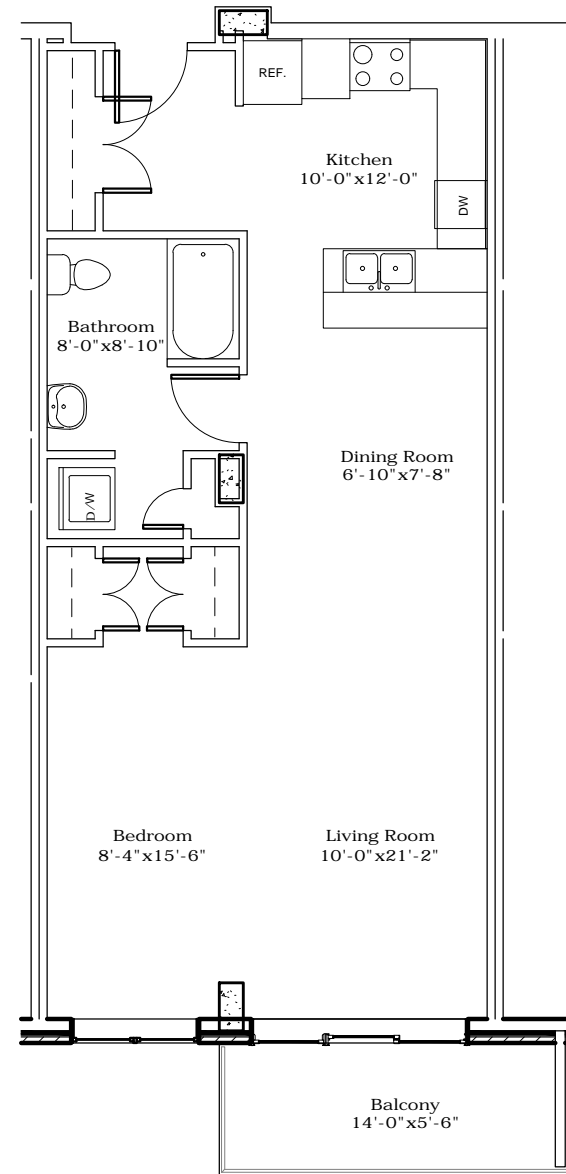 REF.
Kitchen
10'-0"x12'-0"
DW
Bathroom
8'-0"x8'-10"
Dining Room
6'-10"x7'-8"
D/W
Bedroom
8'-4"x15'-6"
Living Room
10'-0"x21'-2"
Balcony
14'-0"x5'-6"